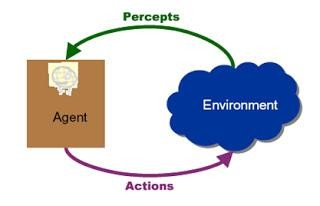 Percepts
Agent
Environment
Actions